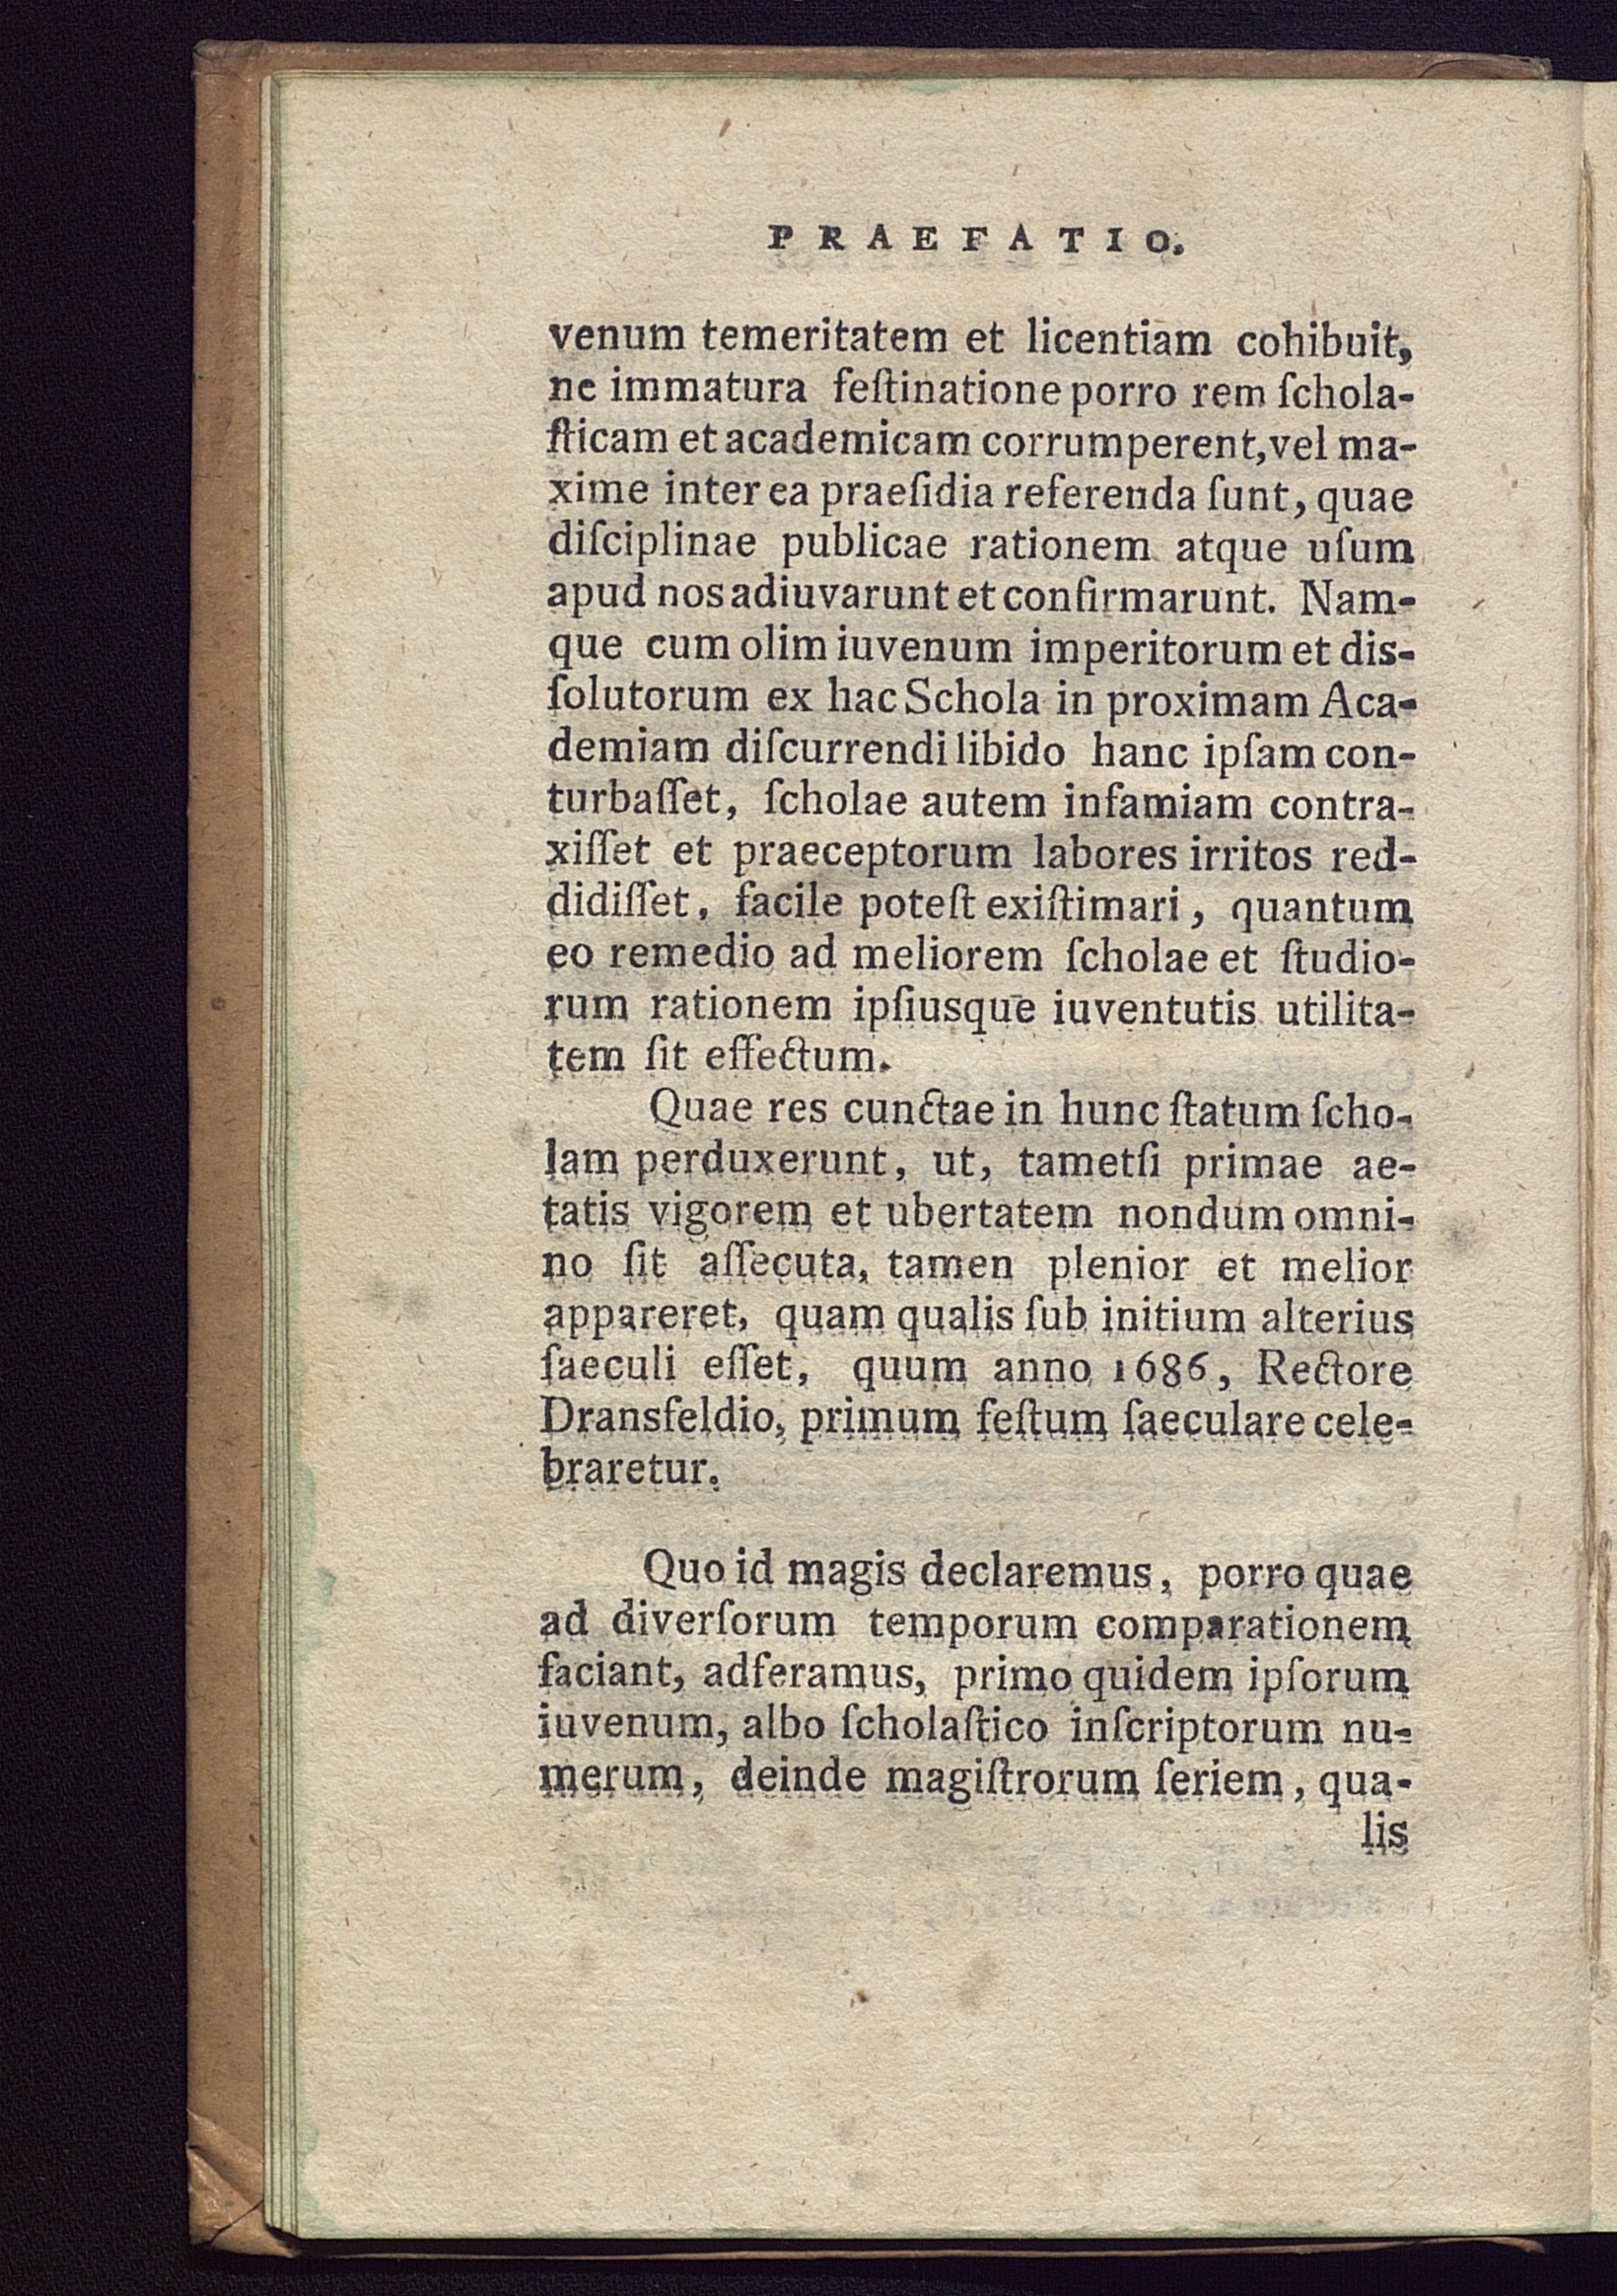 PRAEFATIO.
venum temeritatem et licentiam cohibuit,
ne immatura feſtinatione porro rem ſchola-
ſticam et academicam corrumperent, vel ma-
xime inter ea praeſidia referenda ſunt, quae
diſciplinae publicae rationem atque uſum
apud nos adiuvarunt et confirmarunt. Nam-
que cum olim iuvenum imperitorum et dis-
ſolutorum ex hac Schola in proximam Aca-
demiam diſcurrendi libido hanc ipſam con-
turbaſſet, ſcholae autem infamiam contra-
xiſſet et praeceptorum labores irritos red-
didiſſet, facile poteſt exiſtimari, quantum
eo remedio ad meliorem ſcholae et ſtudio-
rum rationem ipſiusque iuventutis utilita-
tem ſit effectum.
Quae res cunctae in hunc ſtatum ſcho-
lam perduxerunt, ut, tametſi primae ae-
tatis vigorem et ubertatem nondum omni-
no ſit aſſecuta, tamen plenior et melior
appareret, quam qualis ſub initium alterius
ſaeculi eſſet, quum anno 1686, Rectore
Dransfeldio, primum feſtum ſaeculare cele-
braretur.
Quo id magis declaremus, porro quae
ad diverſorum temporum comparationem
faciant, adferamus, primo quidem ipſorum
iuvenum, albo ſcholaſtico inſcriptorum nu-
merum, deinde magiſtrorum ſeriem, qua-
lis